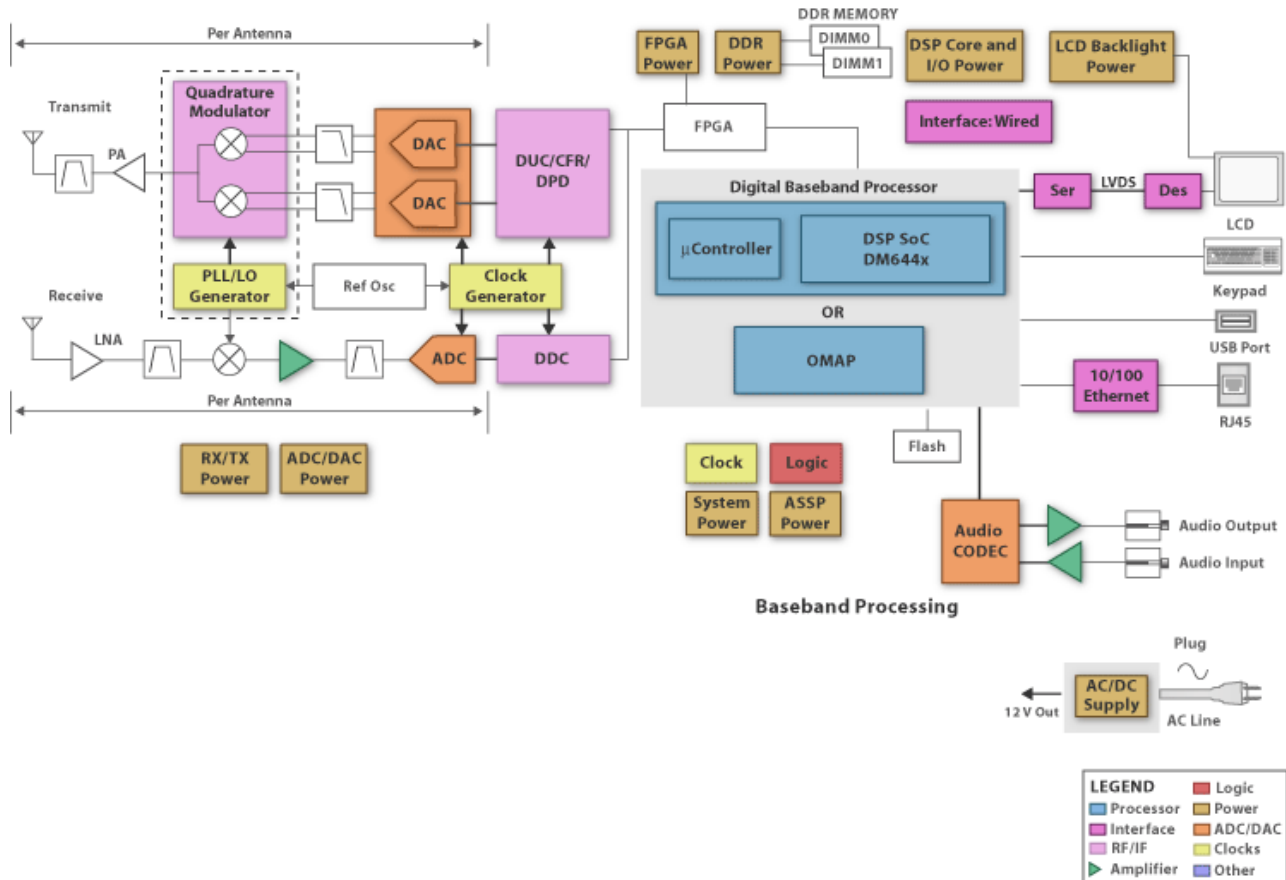 Per Antenna
Transmit
PA
Quadrature
Modulator
DAC
DAC
DUC/CFR/
DPD
PLL/LO
Generator
Ref Osc
Clock
Generator
Receive
LNA
ADC
DDC
Per Antenna
RX/TX
Power
ADC/DAC
Power
FPGA
Power
DDR
Power
DDR MEMORY
DIMM0
DIMM1
DSP Core and
I/O Power
LCD Backlight
Power
FPGA
Interface: Wired
Digital Baseband Processor
μController
DSP SoC
DM644x
OR
OMAP
Ser
LVDS
Des
LCD
Keypad
USB Port
10/100
Ethernet
RJ45
Flash
Clock
Logic
System
Power
ASSP
Power
Audio
CODEC
Audio Output
Audio Input
Baseband Processing
Plug
AC/DC
Supply
12 V Out
AC Line
LEGEND
Processor
Interface
RF/IF
Amplifier
Logic
Power
ADC/DAC
Clocks
Other